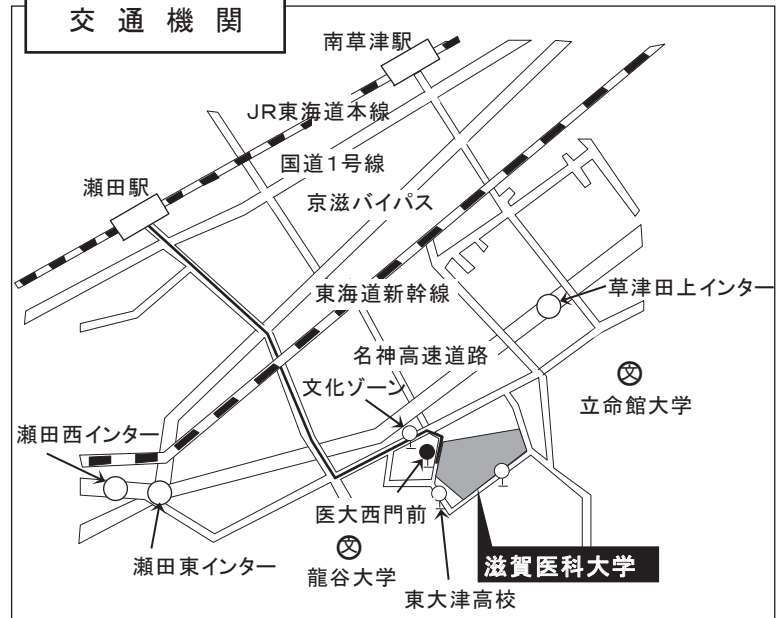 交通機関
南草津駅
JR東海道本線
国道1号線
瀬田駅
京滋バイパス
東海道新幹線
草津田上インター
名神高速道路
文化ゾーン
文
立命館大学
瀬田西インター
医大西門前
文
瀬田東インター
龍谷大学
滋賀医科大学
東大津高校